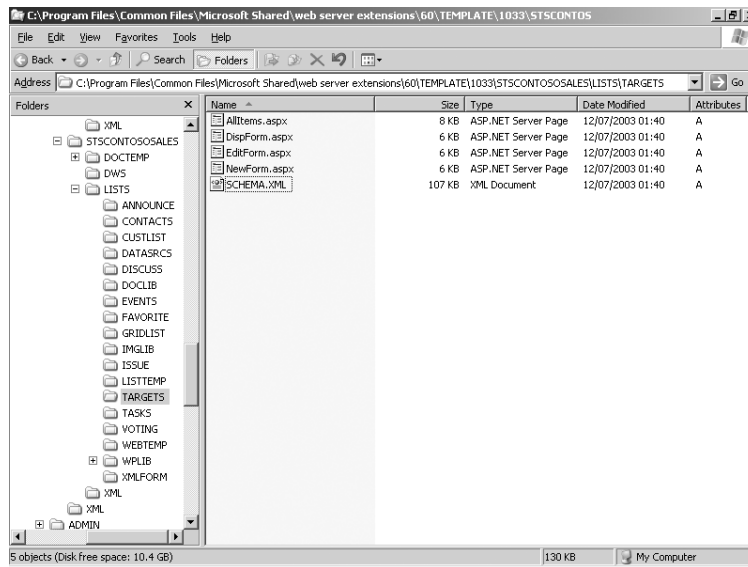 C:\Program Files\Common Files\Microsoft Shared\web server extensions\60\TEMPLATE\1033\STSCONTOS
File Edit View Favorites Tools Help
Back Search Folders
Address C:\Program Files\Common Files\Microsoft Shared\web server extensions\60\TEMPLATE\1033\STSCONTOSOSALES\LISTS\TARGETS Go
Folders
XML
STSCONTOSOSALES
DOCTEMP
DWS
LISTS
ANNOUNCE
CONTACTS
CUSTLIST
DATASRCS
DISCUSS
DOCLIB
EVENTS
FAVORITE
GRIDLIST
IMGLIB
ISSUE
LISTTEMP
TARGETS
TASKS
VOTING
WEBTEMP
WPLIB
XMLFORM
XML
XML
ADMIN
Name Size Type Date Modified Attributes
AllItems.aspx 8 KB ASP.NET Server Page 12/07/2003 01:40 A
DispForm.aspx 6 KB ASP.NET Server Page 12/07/2003 01:40 A
EditForm.aspx 6 KB ASP.NET Server Page 12/07/2003 01:40 A
NewForm.aspx 6 KB ASP.NET Server Page 12/07/2003 01:40 A
SCHEMA.XML 107 KB XML Document 12/07/2003 01:40 A
5 objects (Disk free space: 10.4 GB) 130 KB My Computer